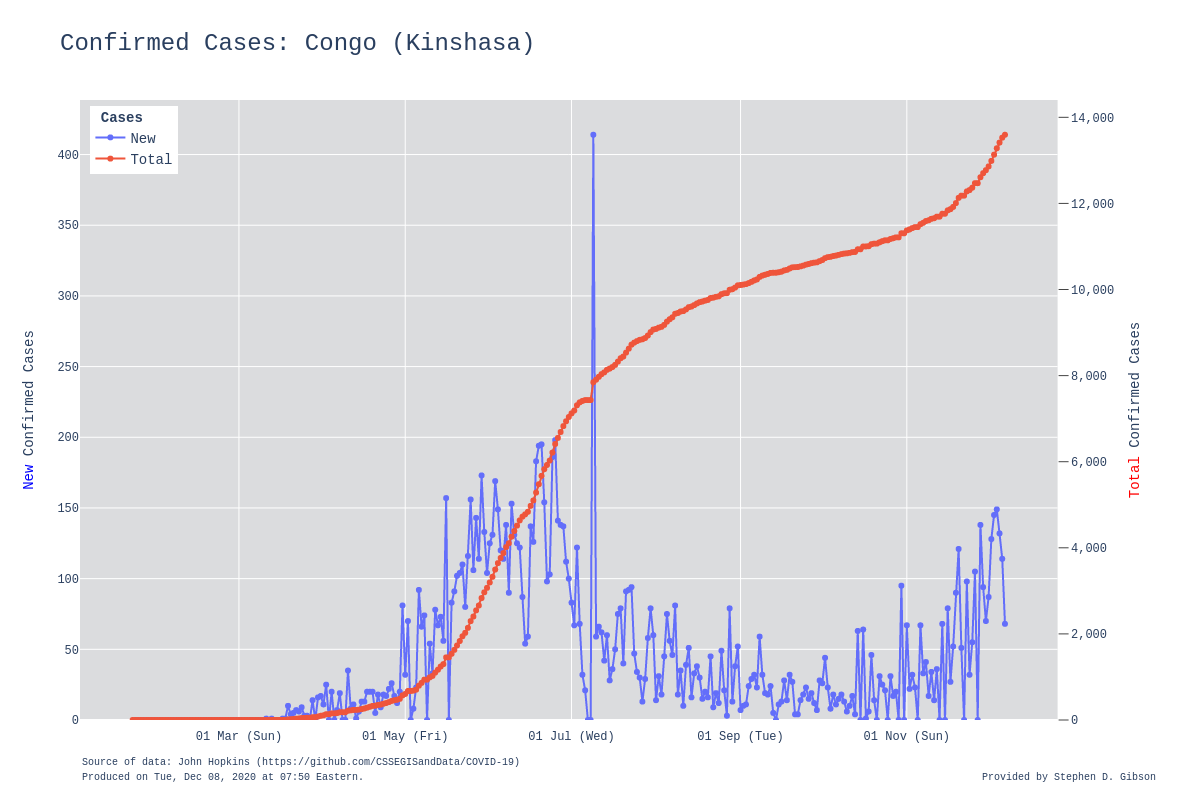 Confirmed Cases: Congo (Kinshasa)
Cases
New
Total
400
350
300
250
200
150
100
50
0
14,000
12,000
10,000
8,000
6,000
4,000
2,000
0
New Confirmed Cases
Total Confirmed Cases
01 Mar (Sun)
01 May (Fri)
01 Jul (Wed)
01 Sep (Tue)
01 Nov (Sun)
Source of data: John Hopkins (https://github.com/CSSEGISandData/COVID-19)
Produced on Tue, Dec 08, 2020 at 07:50 Eastern.
Provided by Stephen D. Gibson